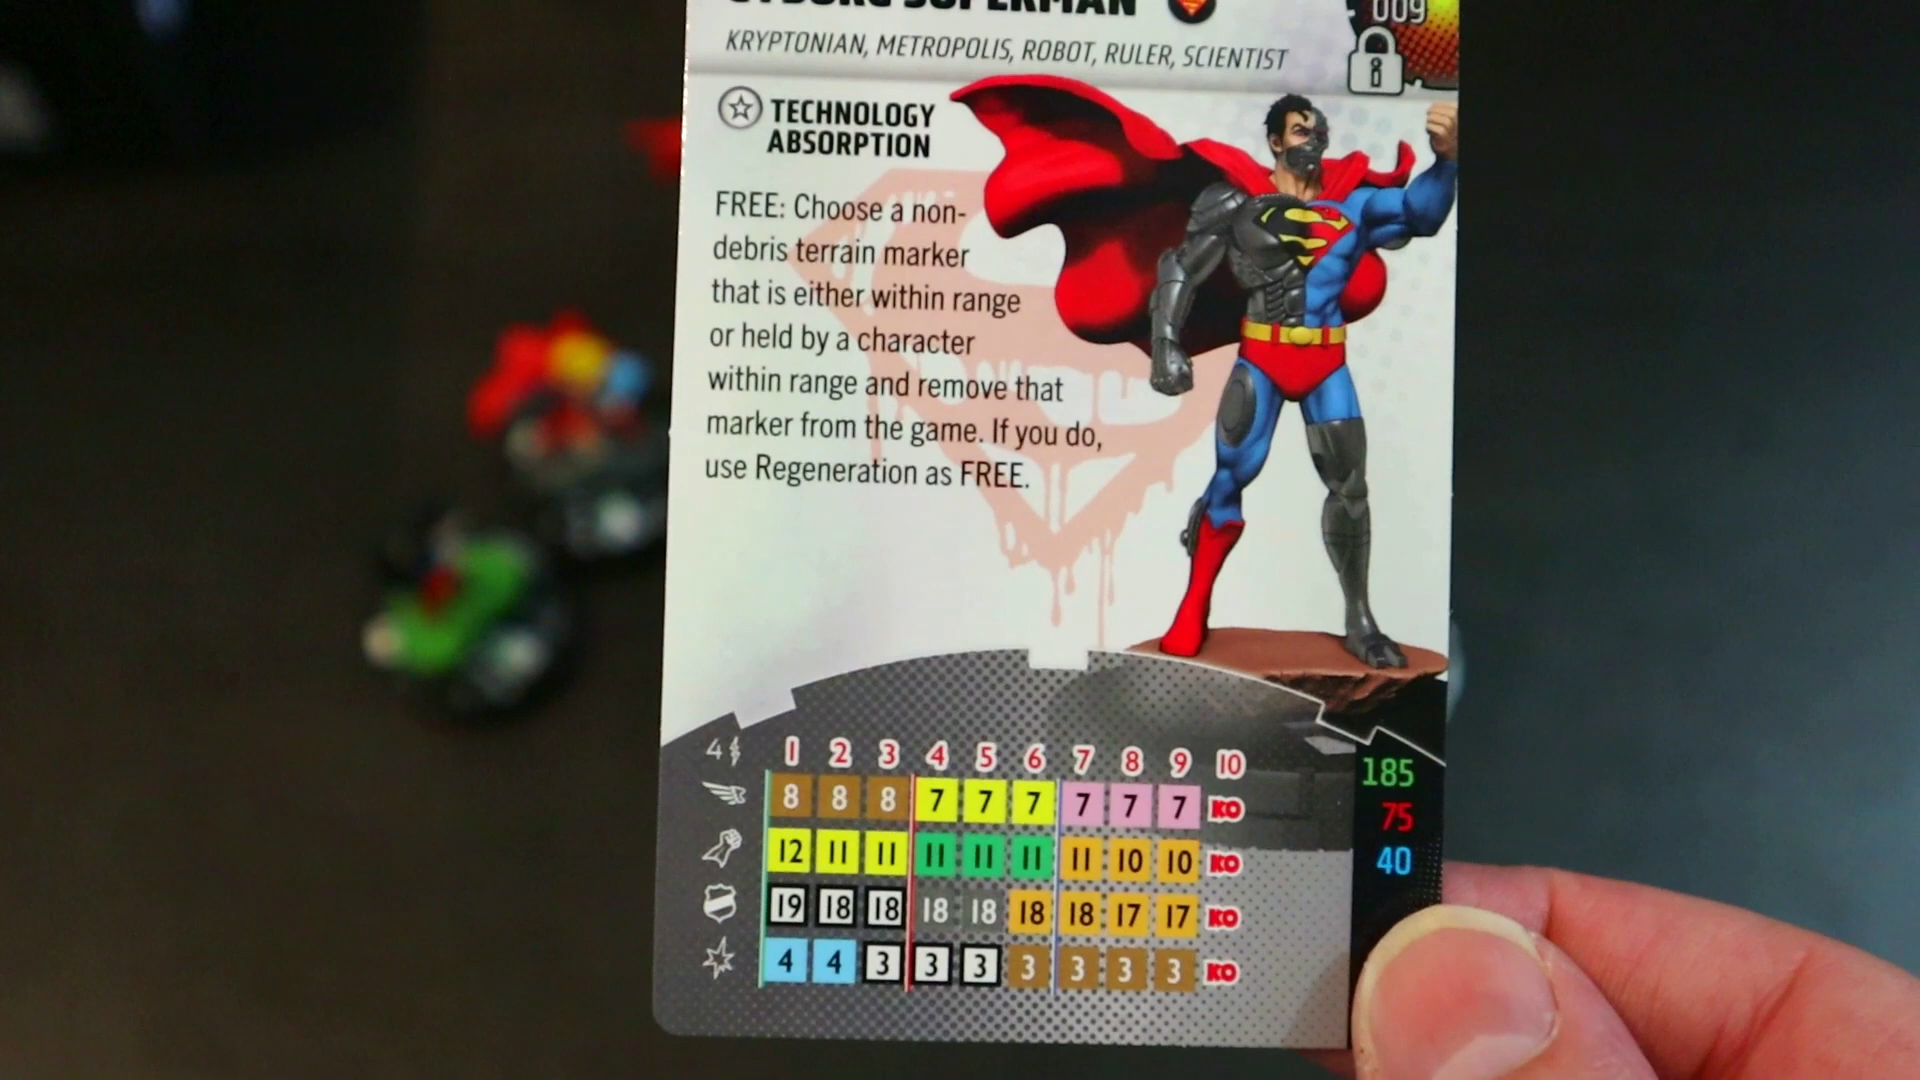 CYBORG SUPERMAN
009
KRYPTONIAN, METROPOLIS, ROBOT, RULER, SCIENTIST
TECHNOLOGY
ABSORPTION
FREE: Choose a non-
debris terrain marker
that is either within range
or held by a character
within range and remove that
marker from the game. If you do,
use Regeneration as FREE.
4 1 2 3 4 5 6 7 8 9 10
8 8 8 7 7 7 7 7 7 KO
12 11 11 11 11 11 11 10 10 KO
19 18 18 18 18 18 18 17 17 KO
4 4 3 3 3 3 3 3 3 KO
185
75
40